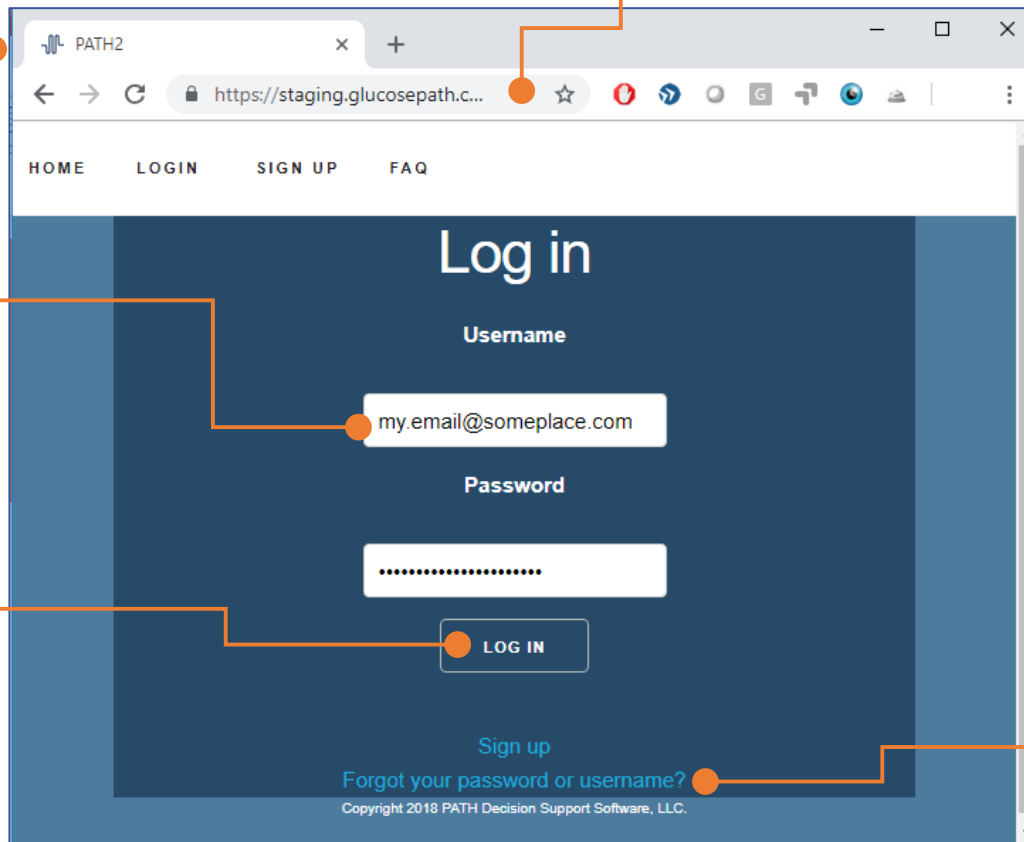 PATH2
https://staging.glucosepath.c...
G
HOME LOGIN SIGN UP FAQ
Log in
Username
my.email@someplace.com
Password
••••••••••••••••••••••
LOG IN
Sign up
Forgot your password or username?
Copyright 2018 PATH Decision Support Software, LLC.